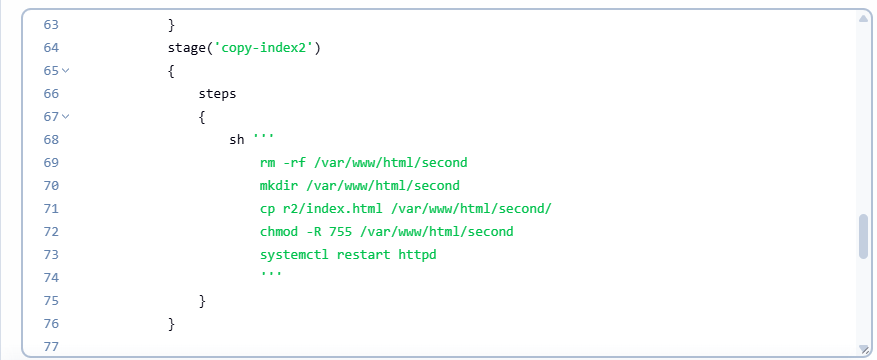 63 }
64 stage('copy-index2')
65 {
66 steps
67 {
68 sh '''
69 rm -rf /var/www/html/second
70 mkdir /var/www/html/second
71 cp r2/index.html /var/www/html/second/
72 chmod -R 755 /var/www/html/second
73 systemctl restart httpd
74 '''
75 }
76 }
77